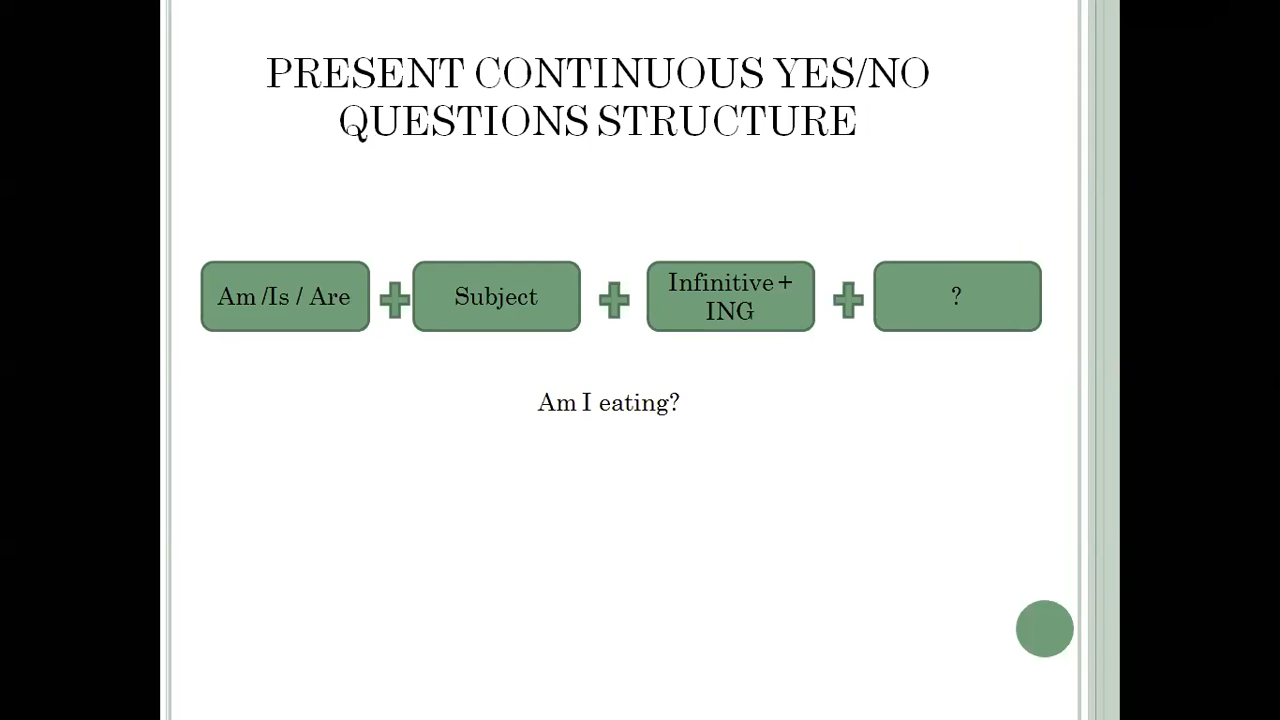 PRESENT CONTINUOUS YES/NO
QUESTIONS STRUCTURE
Am /Is / Are
Subject
Infinitive +
ING
?
Am I eating?